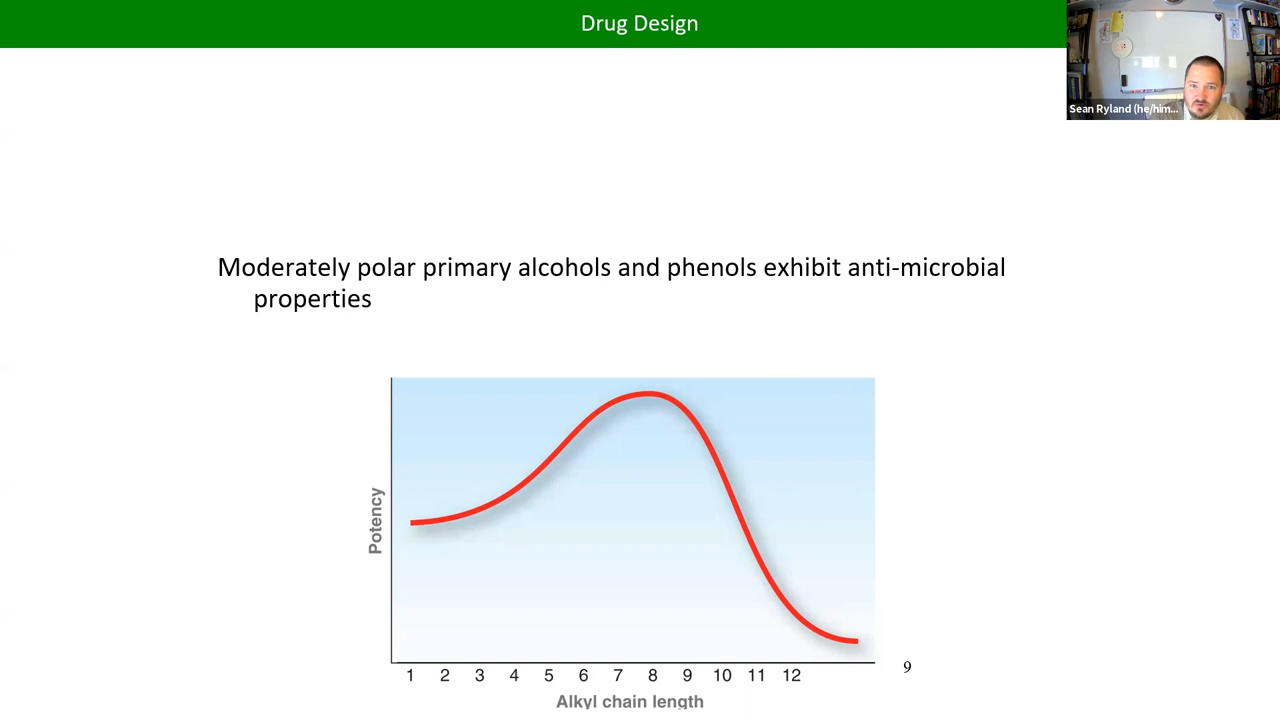 Drug Design
Sean Ryland (he/him...
Moderately polar primary alcohols and phenols exhibit anti-microbial
properties
Potency
1 2 3 4 5 6 7 8 9 10 11 12
Alkyl chain length
9